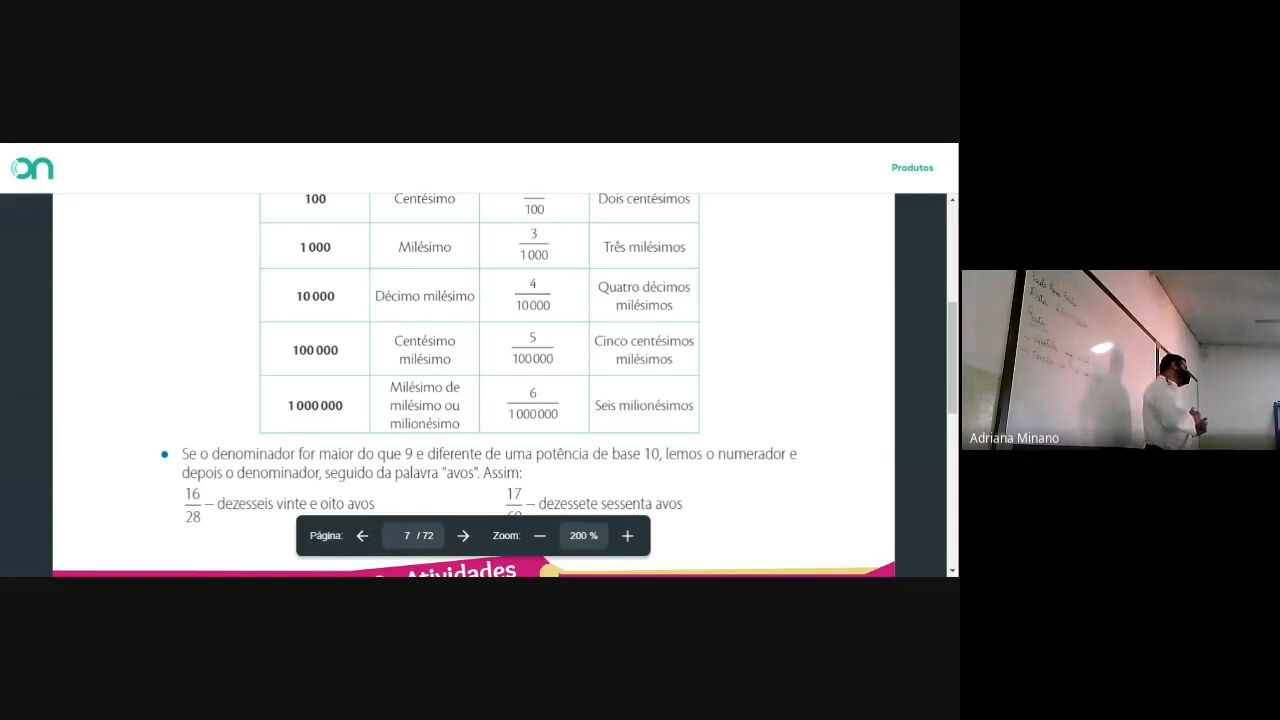 on
Produtos
100 Centésimo 100 Dois centésimos
1 000 Milésimo 3/1 000 Três milésimos
10 000 Décimo milésimo 4/10 000 Quatro décimos
milésimos
100 000 Centésimo
milésimo 5/100 000 Cinco centésimos
milésimos
1 000 000 Milésimo de
milésimo ou
milionésimo 6/1 000 000 Seis milionésimos
Se o denominador for maior do que 9 e diferente de uma potência de base 10, lemos o numerador e
depois o denominador, seguido da palavra "avos". Assim:
16/28 – dezesseis vinte e oito avos 17/60 – dezessete sessenta avos
Página: 7 / 72 Zoom: 200 %
Atividades
Adriana Minano